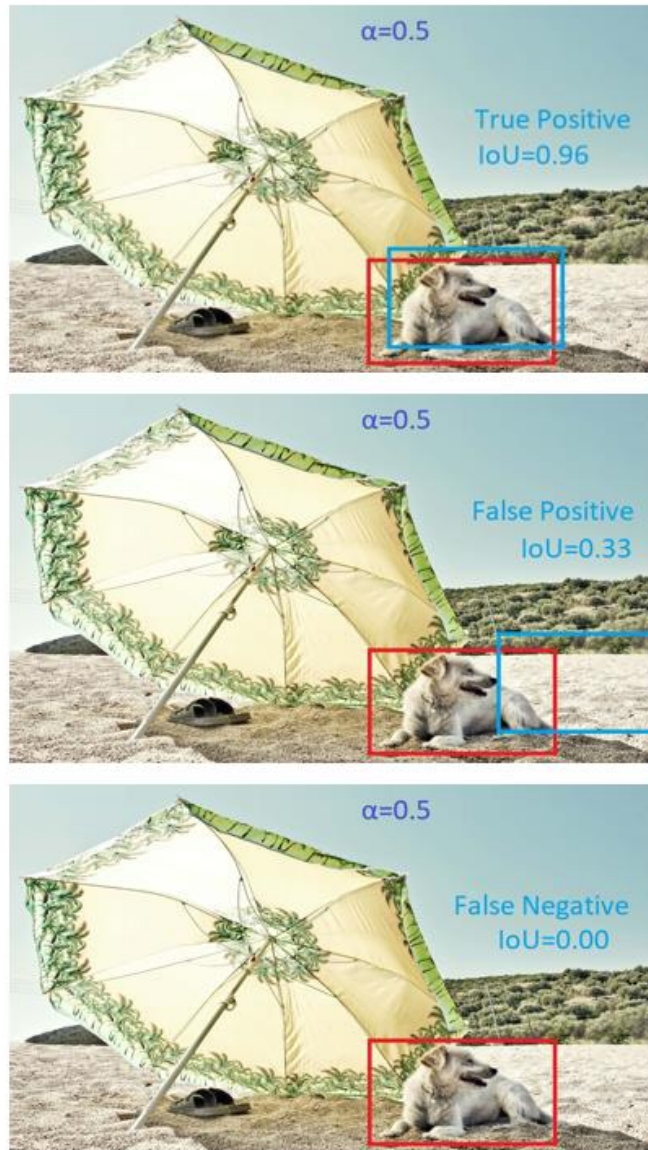 α=0.5
True Positive
IoU=0.96
α=0.5
False Positive
IoU=0.33
α=0.5
False Negative
IoU=0.00